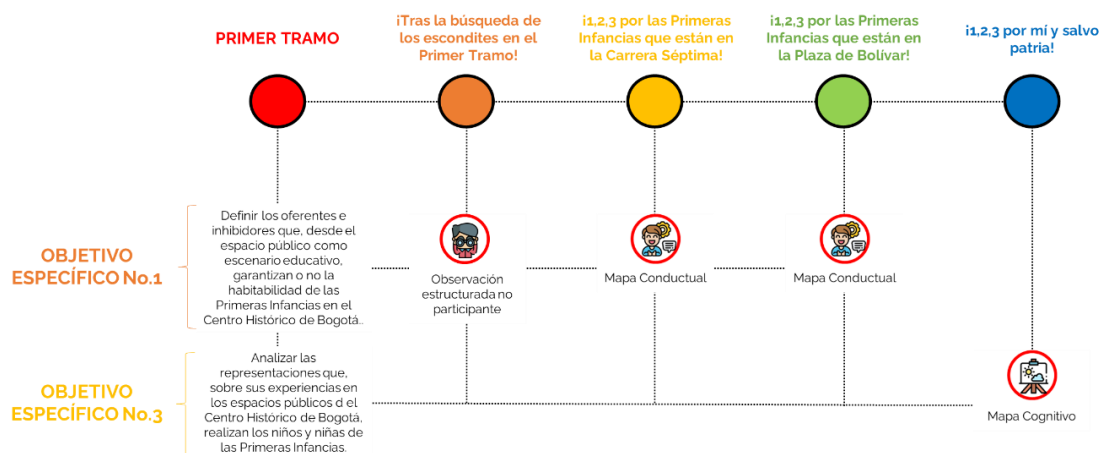 PRIMER TRAMO
¡Tras la búsqueda de
los escondites en el
Primer Tramo!
¡1,2,3 por las Primeras
Infancias que están en
la Carrera Séptima!
¡1,2,3 por las Primeras
Infancias que están en
la Plaza de Bolívar!
¡1,2,3 por mí y salvo
patria!
OBJETIVO
ESPECÍFICO No.1
Definir los oferentes e
inhibidores que, desde el
espacio público como
escenario educativo,
garantizan o no la
habitabilidad de las
Primeras Infancias en el
Centro Histórico de Bogotá..
Observación
estructurada no
participante
Mapa Conductual
Mapa Conductual
OBJETIVO
ESPECÍFICO No.3
Analizar las
representaciones que,
sobre sus experiencias en
los espacios públicos d el
Centro Histórico de Bogotá,
realizan los niños y niñas de
las Primeras Infancias.
Mapa Cognitivo